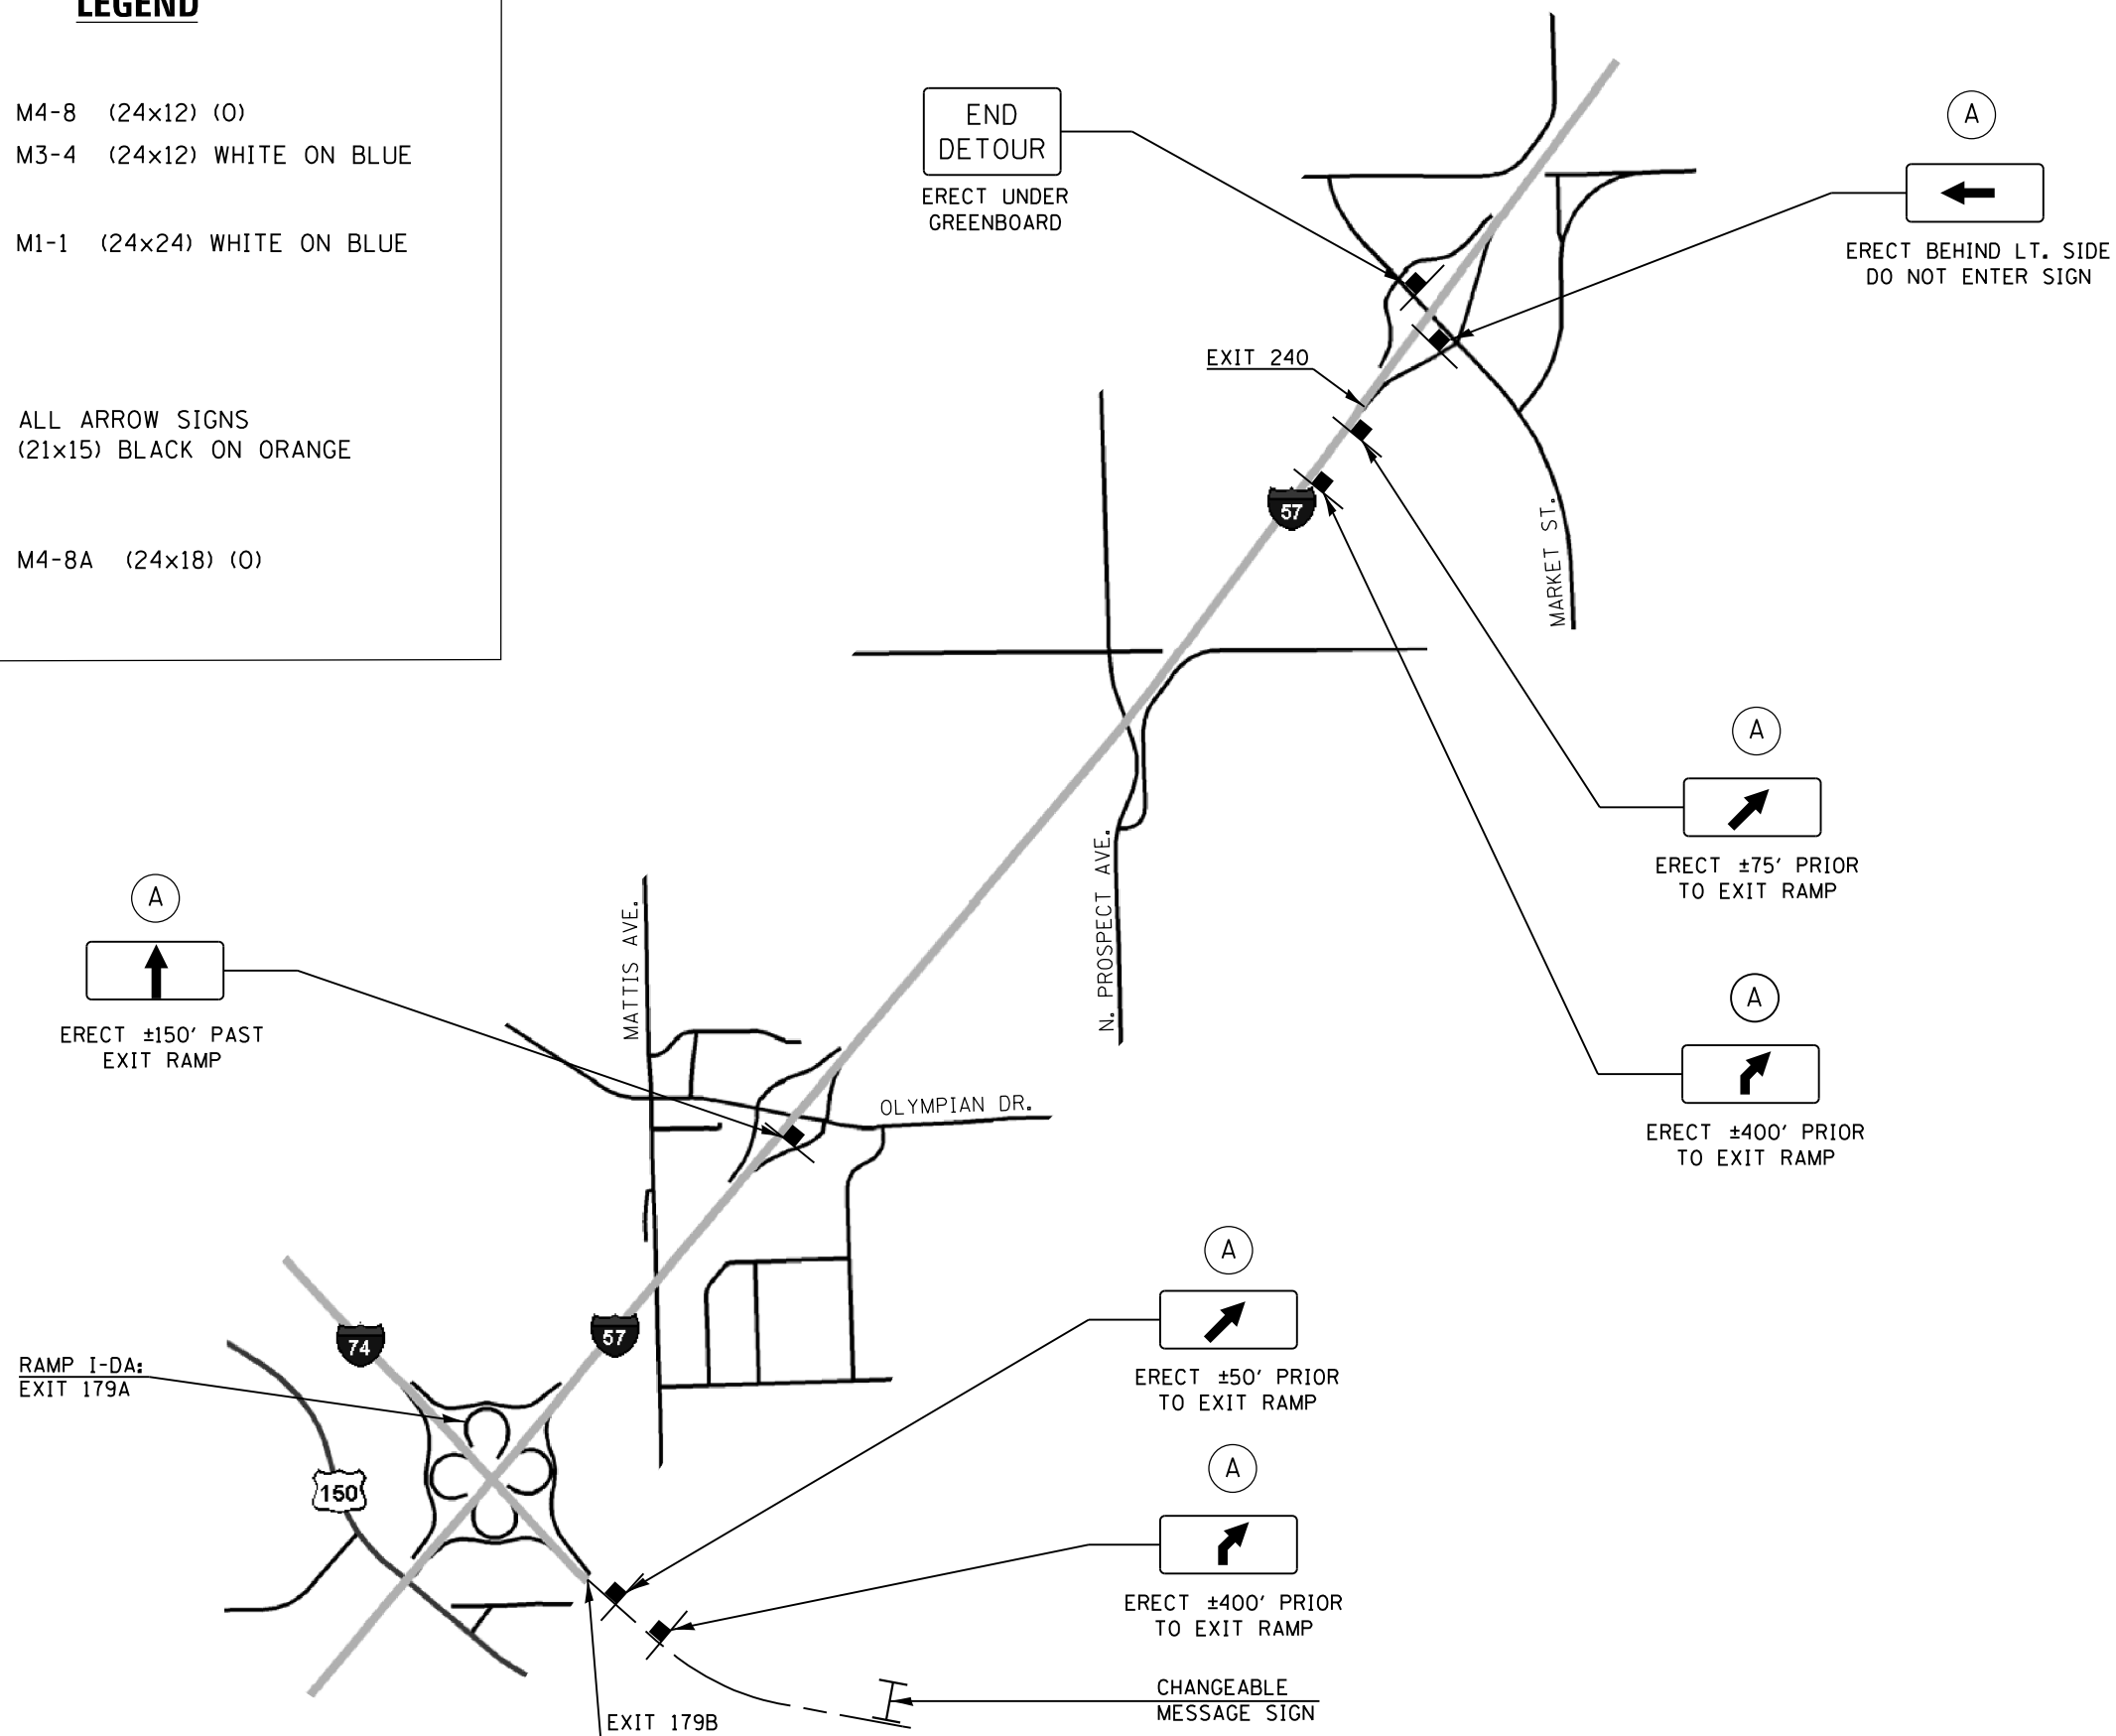 LEGEND
M4-8 (24x12) (O)
M3-4 (24x12) WHITE ON BLUE
M1-1 (24x24) WHITE ON BLUE
ALL ARROW SIGNS
(21x15) BLACK ON ORANGE
M4-8A (24x18) (O)
END
DETOUR
ERECT UNDER
GREENBOARD
A
ERECT BEHIND LT. SIDE
DO NOT ENTER SIGN
EXIT 240
57
MARKET ST.
A
ERECT ±75' PRIOR
TO EXIT RAMP
N. PROSPECT AVE.
A
ERECT ±150' PAST
EXIT RAMP
MATTIS AVE.
A
ERECT ±400' PRIOR
TO EXIT RAMP
OLYMPIAN DR.
A
ERECT ±50' PRIOR
TO EXIT RAMP
57
74
RAMP I-DA:
EXIT 179A
150
A
ERECT ±400' PRIOR
TO EXIT RAMP
CHANGEABLE
MESSAGE SIGN
EXIT 179B